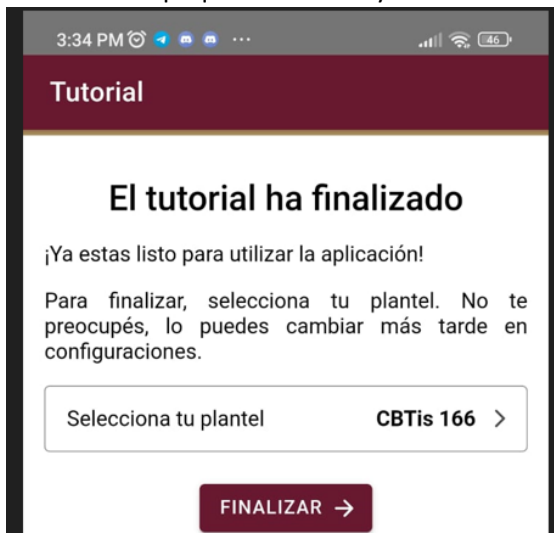 3:34 PM
46
Tutorial
El tutorial ha finalizado
¡Ya estas listo para utilizar la aplicación!
Para finalizar, selecciona tu plantel. No te
preocupés, lo puedes cambiar más tarde en
configuraciones.
Selecciona tu plantel CBTis 166
FINALIZAR